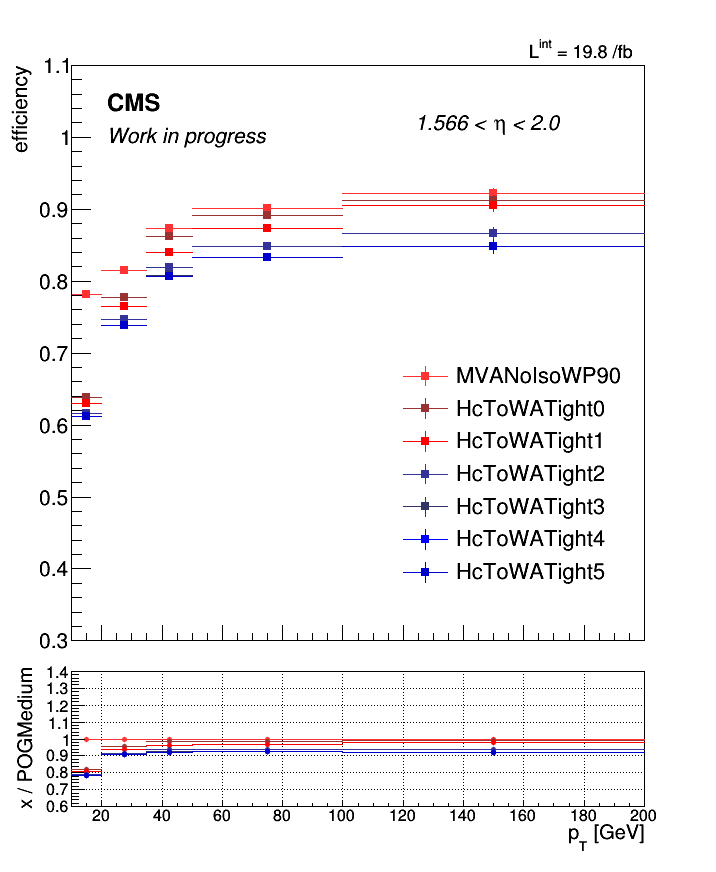 L^int = 19.8 /fb
efficiency
1.1
CMS
Work in progress
1.566 < η < 2.0
1
0.9
0.8
0.7
0.6
0.5
0.4
0.3
MVANoIsoWP90
HcToWATight0
HcToWATight1
HcToWATight2
HcToWATight3
HcToWATight4
HcToWATight5
x / POGMedium
1.4
1.3
1.2
1.1
1
0.9
0.8
0.7
0.6
20 40 60 80 100 120 140 160 180 200
p_T [GeV]